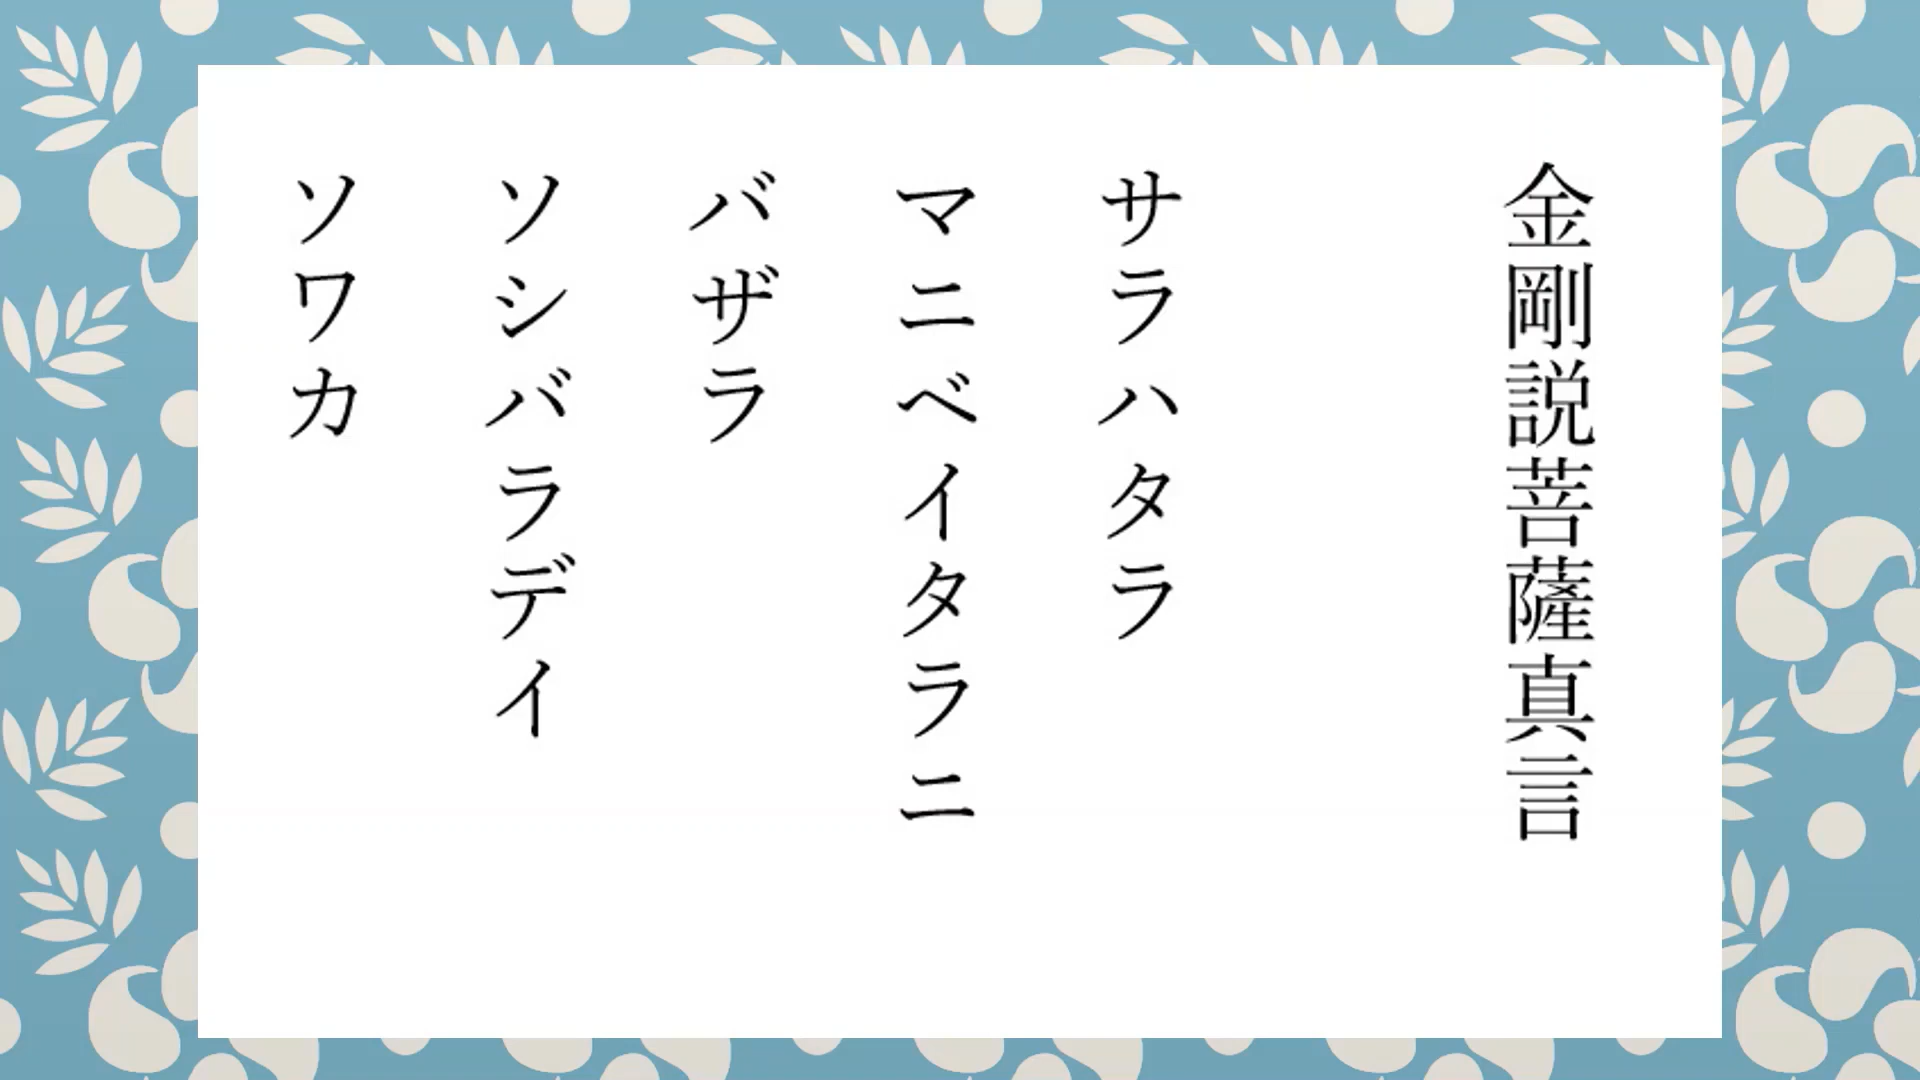 金剛説菩薩真言
サラハタラ
マニベイタラニ
バザラ
ソシバラデイ
ソワカ